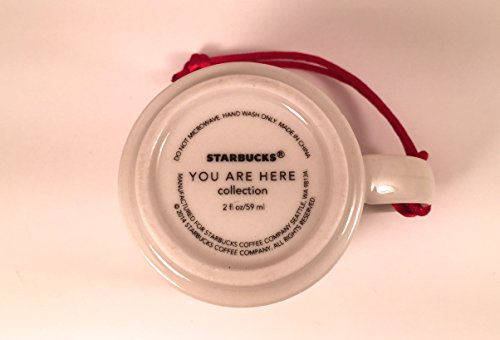 DO NOT MICROWAVE. HAND WASH ONLY. MADE IN CHINA
STARBUCKS®
YOU ARE HERE
collection
2 fl oz/59 ml
MANUFACTURED FOR STARBUCKS COFFEE COMPANY SEATTLE, WA 9813A
© 2014 STARBUCKS COFFEE COMPANY. ALL RIGHTS RESERVED.